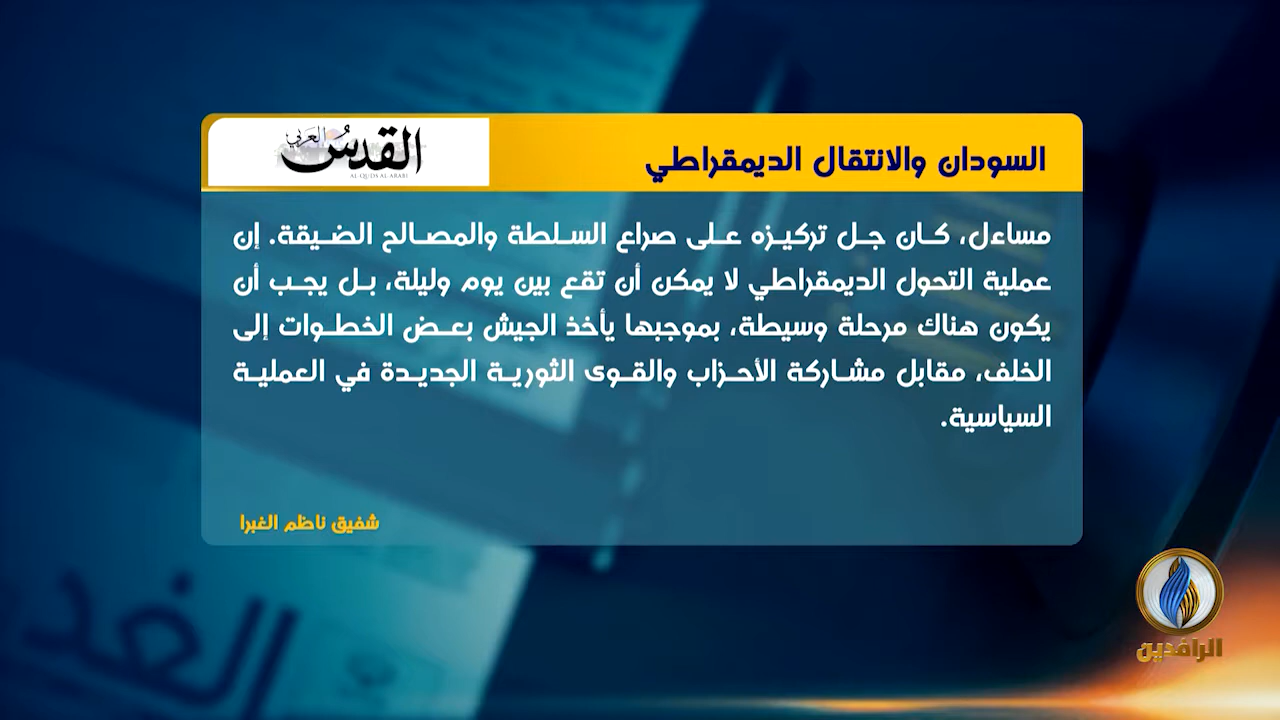 السودان والانتقال الديمقراطي
القدس العربي
AL-QUDS AL-ARABI
مساءل، كان جل تركيزه على صراع السلطة والمصالح الضيقة. إن
عملية التحول الديمقراطي لا يمكن أن تقع بين يوم وليلة، بل يجب أن
يكون هناك مرحلة وسيطة، بموجبها يأخذ الجيش بعض الخطوات إلى
الخلف، مقابل مشاركة الأحزاب والقوى الثورية الجديدة في العملية
السياسية.
شفيق ناظم الغبرا
الغد
الرافدين